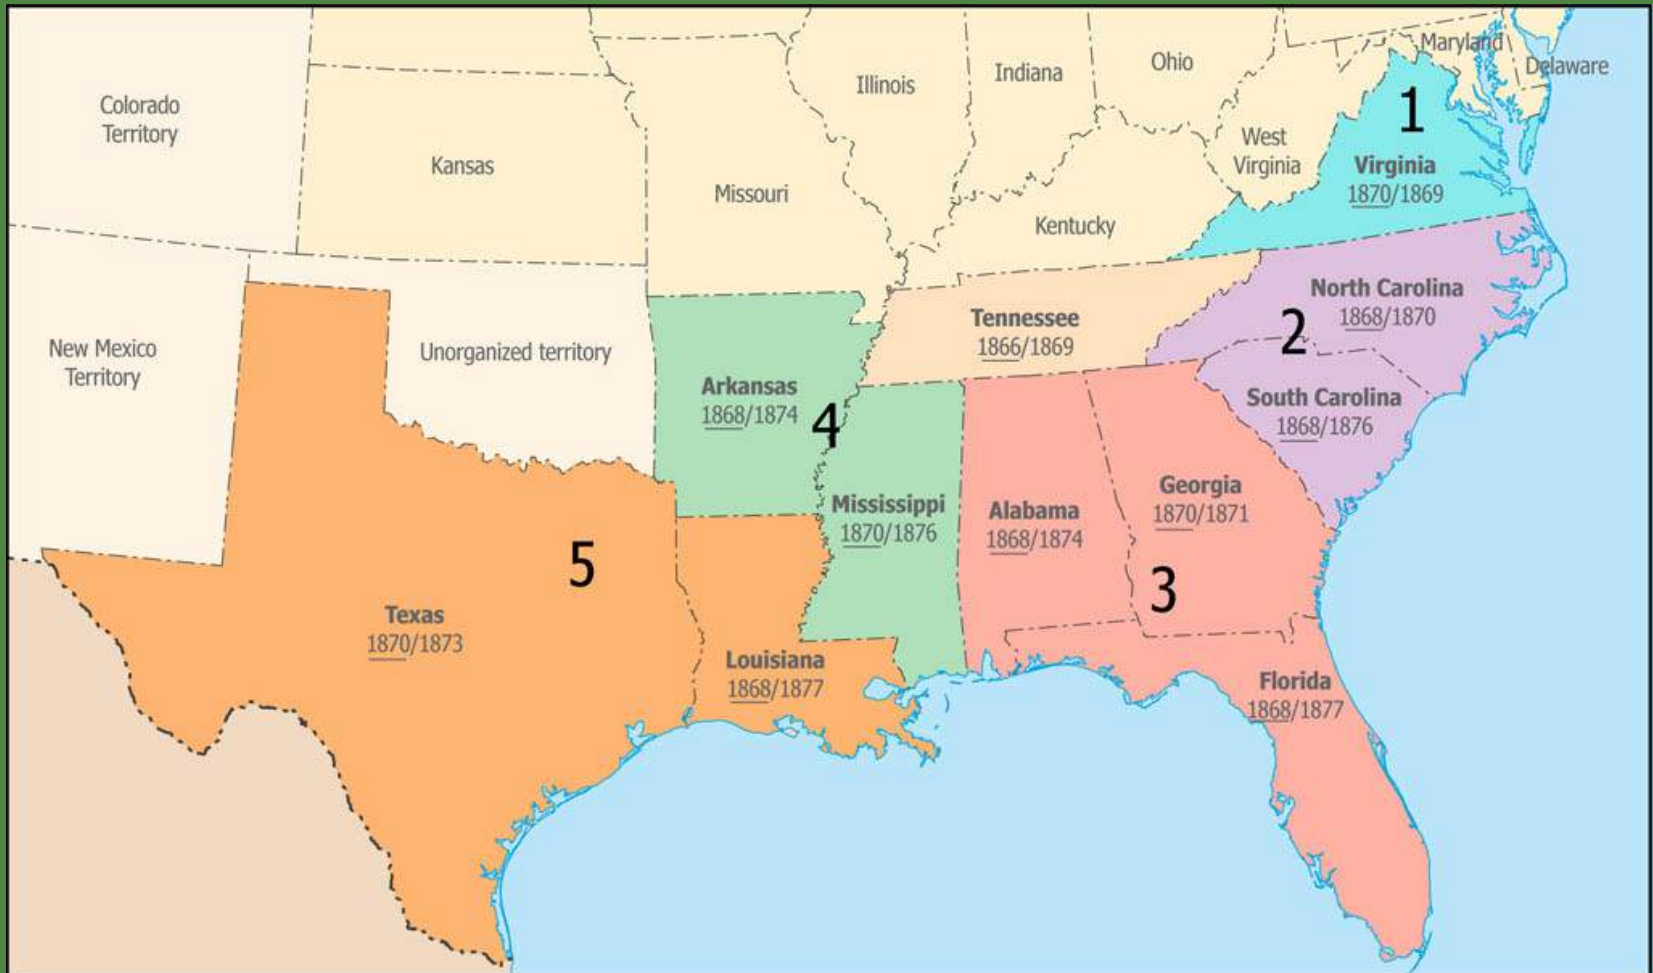 Maryland
Delaware
Ohio
Indiana
Illinois
Colorado
Territory
1
West
Virginia
Virginia
1870/1869
Kansas
Missouri
Kentucky
North Carolina
1868/1870
2
Tennessee
1866/1869
New Mexico
Territory
Unorganized territory
Arkansas
1868/1874
4
South Carolina
1868/1876
Mississippi
1870/1876
Alabama
1868/1874
Georgia
1870/1871
3
5
Texas
1870/1873
Louisiana
1868/1877
Florida
1868/1877